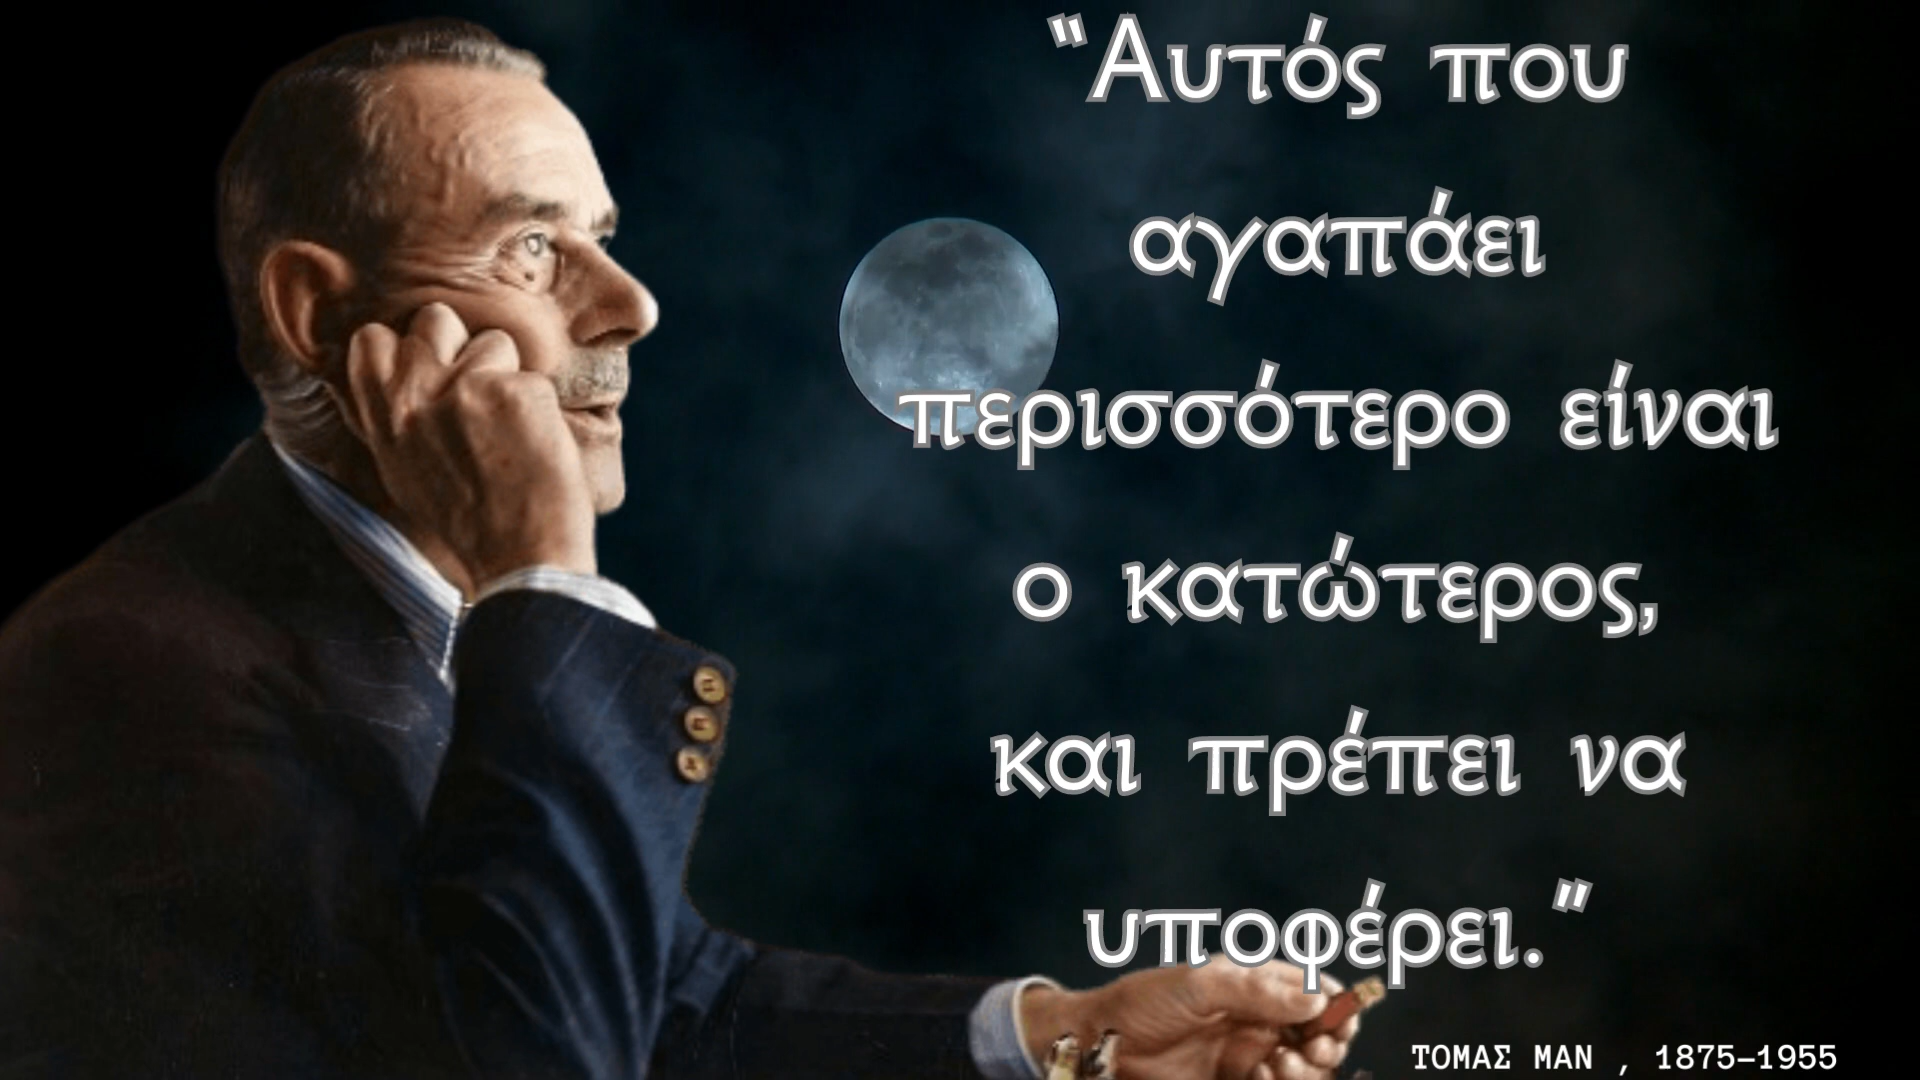 “Αυτός που
αγαπάει
περισσότερο είναι
ο κατώτερος,
και πρέπει να
υποφέρει.”
ΤΟΜΑΣ ΜΑΝ , 1875–1955